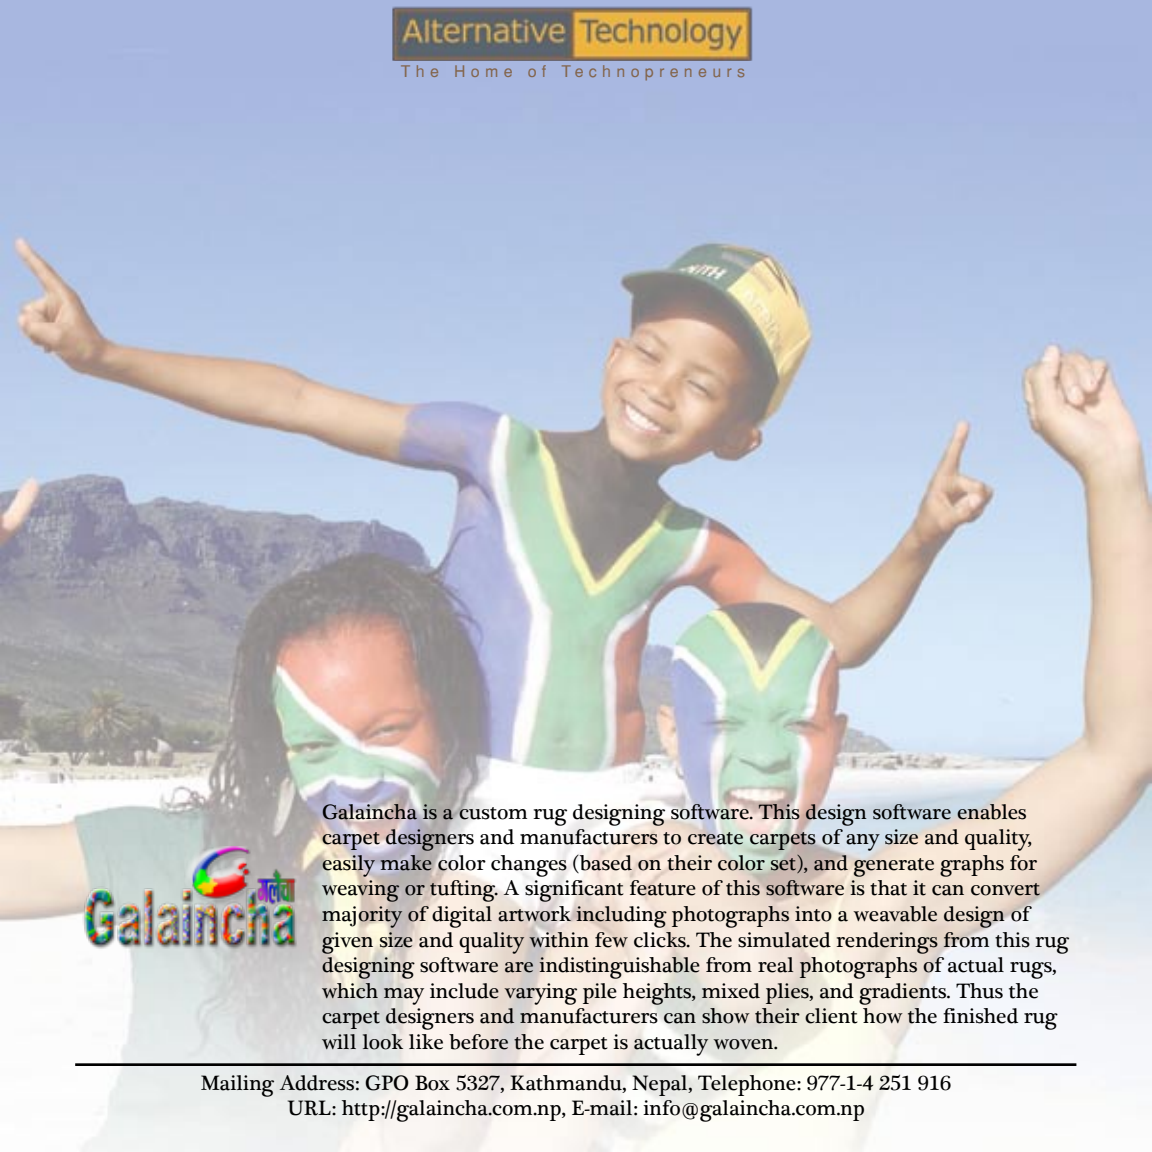 Alternative Technology
The Home of Technopreneurs
Galaincha is a custom rug designing software. This design software enables
carpet designers and manufacturers to create carpets of any size and quality,
easily make color changes (based on their color set), and generate graphs for
weaving or tufting. A significant feature of this software is that it can convert
majority of digital artwork including photographs into a weavable design of
given size and quality within few clicks. The simulated renderings from this rug
designing software are indistinguishable from real photographs of actual rugs,
which may include varying pile heights, mixed plies, and gradients. Thus the
carpet designers and manufacturers can show their client how the finished rug
will look like before the carpet is actually woven.
गलैंचा
Galaincha
Mailing Address: GPO Box 5327, Kathmandu, Nepal, Telephone: 977-1-4 251 916
URL: http://galaincha.com.np, E-mail: info@galaincha.com.np